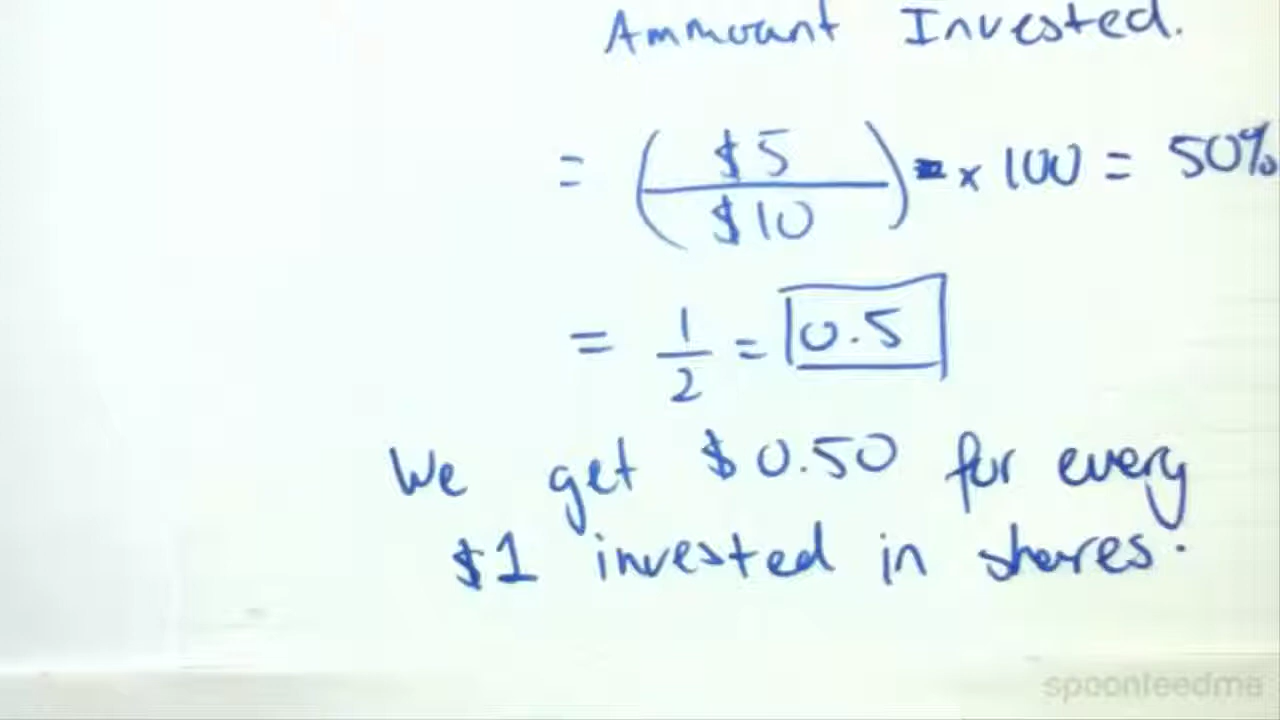 Ammount Invested.
= ($5 / $10) x 100 = 50%
= 1/2 = 0.5
We get $0.50 for every
$1 invested in shares.
spoonfeedme